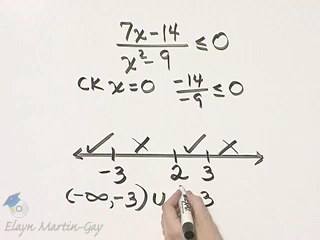 7x-14 / x²-9 ≤ 0
CK x=0 -14 / -9 ≤ 0
✓ x ✓ x
-3 2 3
(-∞,-3) ∪ 3
Elayn Martin-Gay